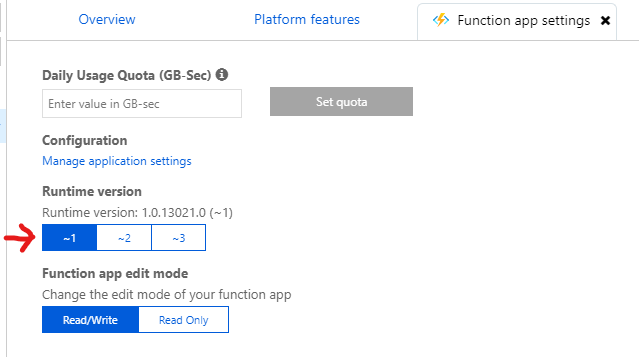 Overview Platform features Function app settings
Daily Usage Quota (GB-Sec)
Enter value in GB-sec Set quota
Configuration
Manage application settings
Runtime version
Runtime version: 1.0.13021.0 (~1)
~1 ~2 ~3
Function app edit mode
Change the edit mode of your function app
Read/Write Read Only